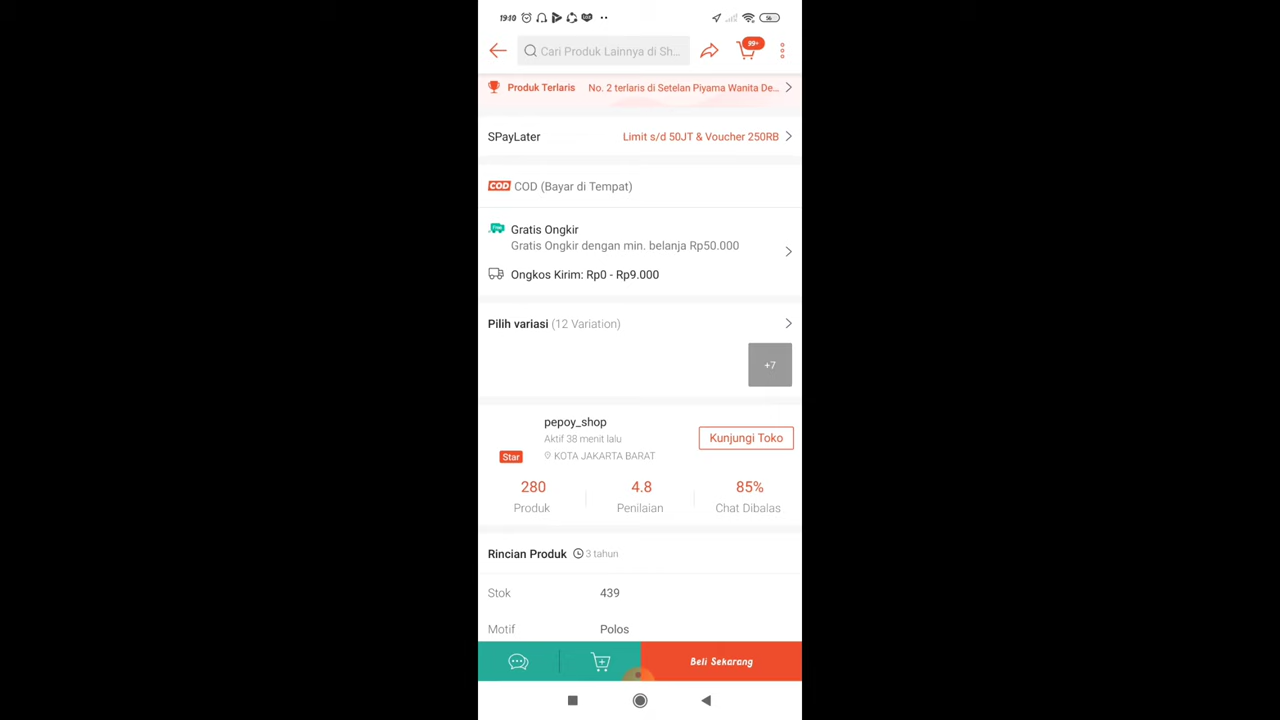 19:10
56
Cari Produk Lainnya di Sh...
99+
Produk Terlaris No. 2 terlaris di Setelan Piyama Wanita De...
SPayLater Limit s/d 50JT & Voucher 250RB
COD COD (Bayar di Tempat)
Gratis Ongkir
Gratis Ongkir dengan min. belanja Rp50.000
Ongkos Kirim: Rp0 - Rp9.000
Pilih variasi (12 Variation)
+7
pepoy_shop
Aktif 38 menit lalu
Kunjungi Toko
Star
KOTA JAKARTA BARAT
280 4.8 85%
Produk Penilaian Chat Dibalas
Rincian Produk 3 tahun
Stok 439
Motif Polos
Beli Sekarang